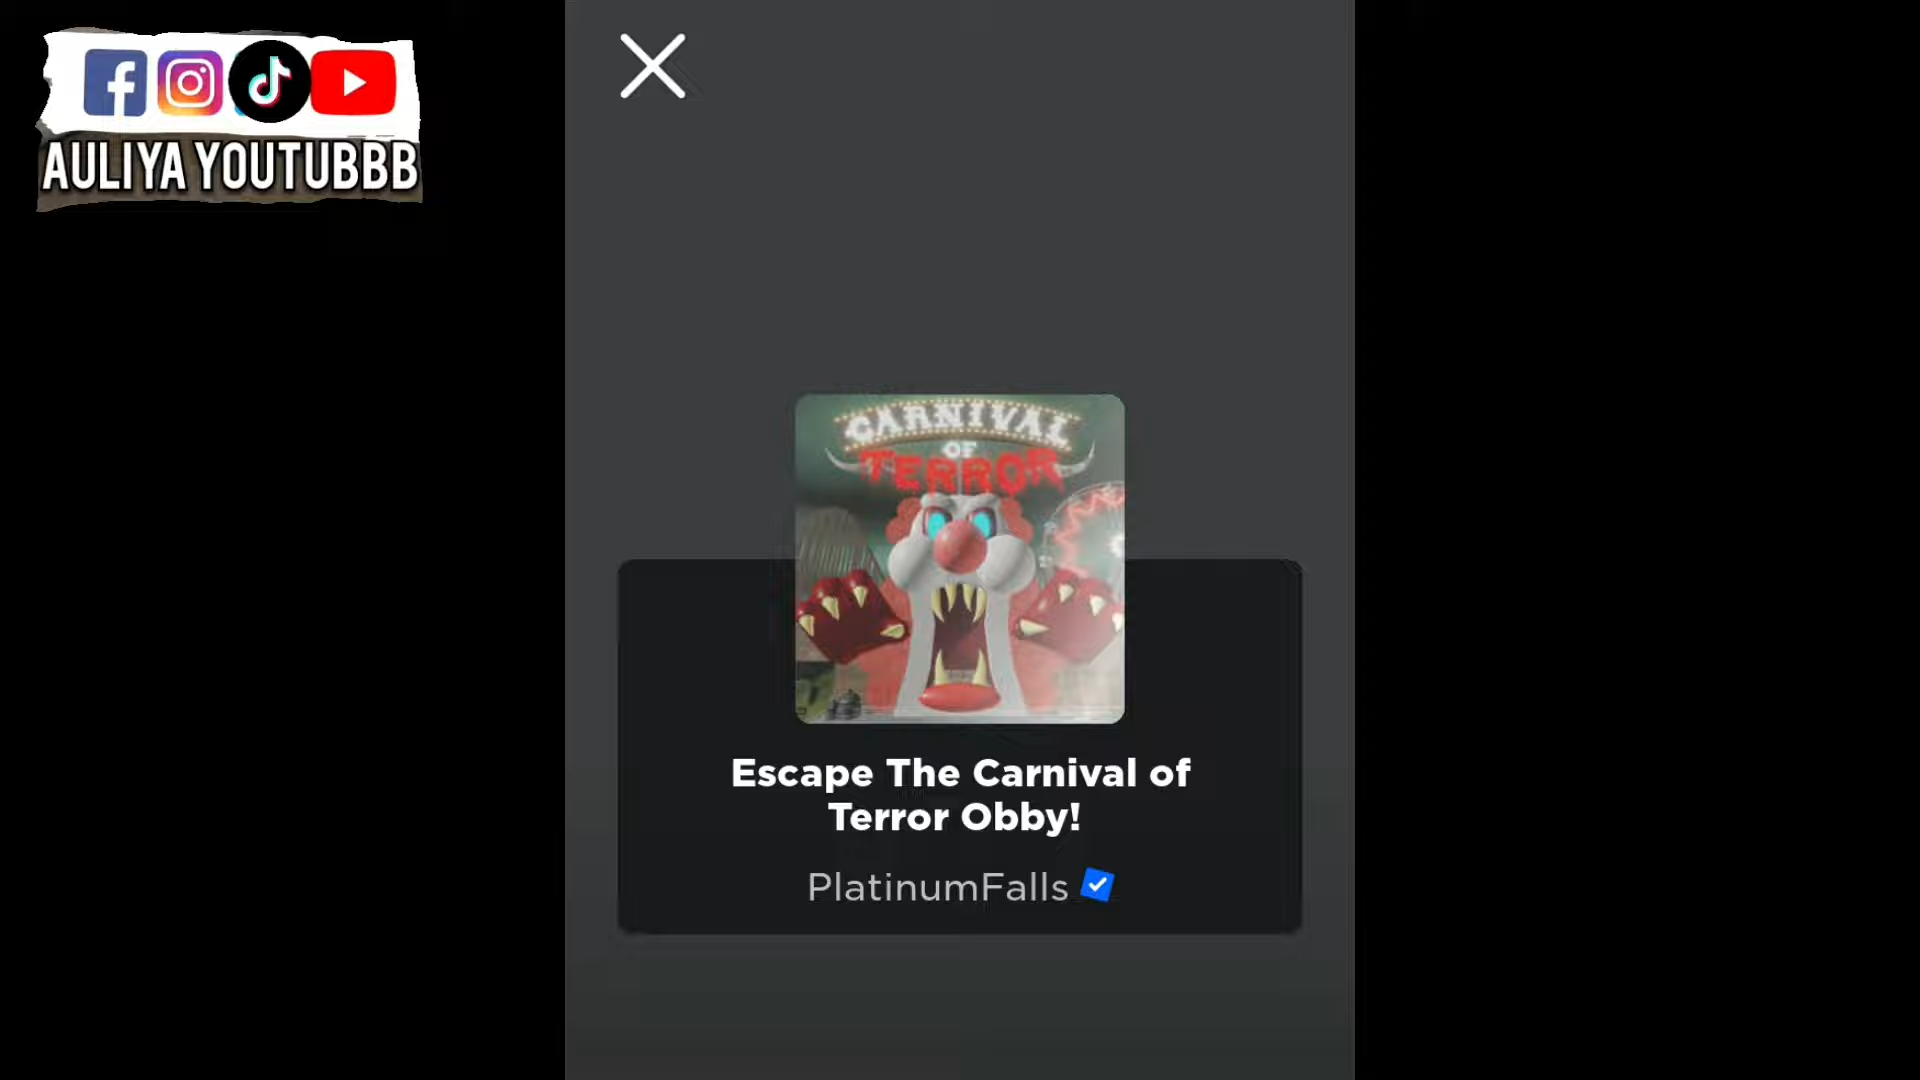 AULIYA YOUTUBBB
CARNIVAL
OF
TERROR
Escape The Carnival of
Terror Obby!
PlatinumFalls